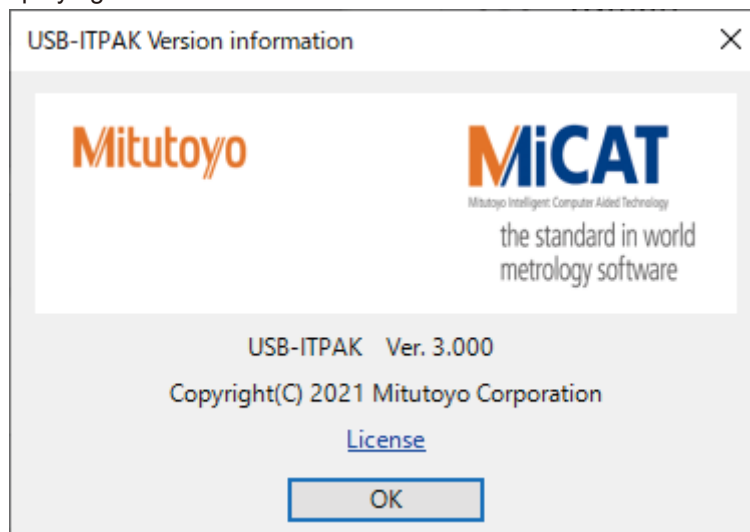 USB-ITPAK Version information
Mitutoyo
MiCAT
Mitutoyo Intelligent Computer Aided Technology
the standard in world
metrology software
USB-ITPAK Ver. 3.000
Copyright(C) 2021 Mitutoyo Corporation
License
OK